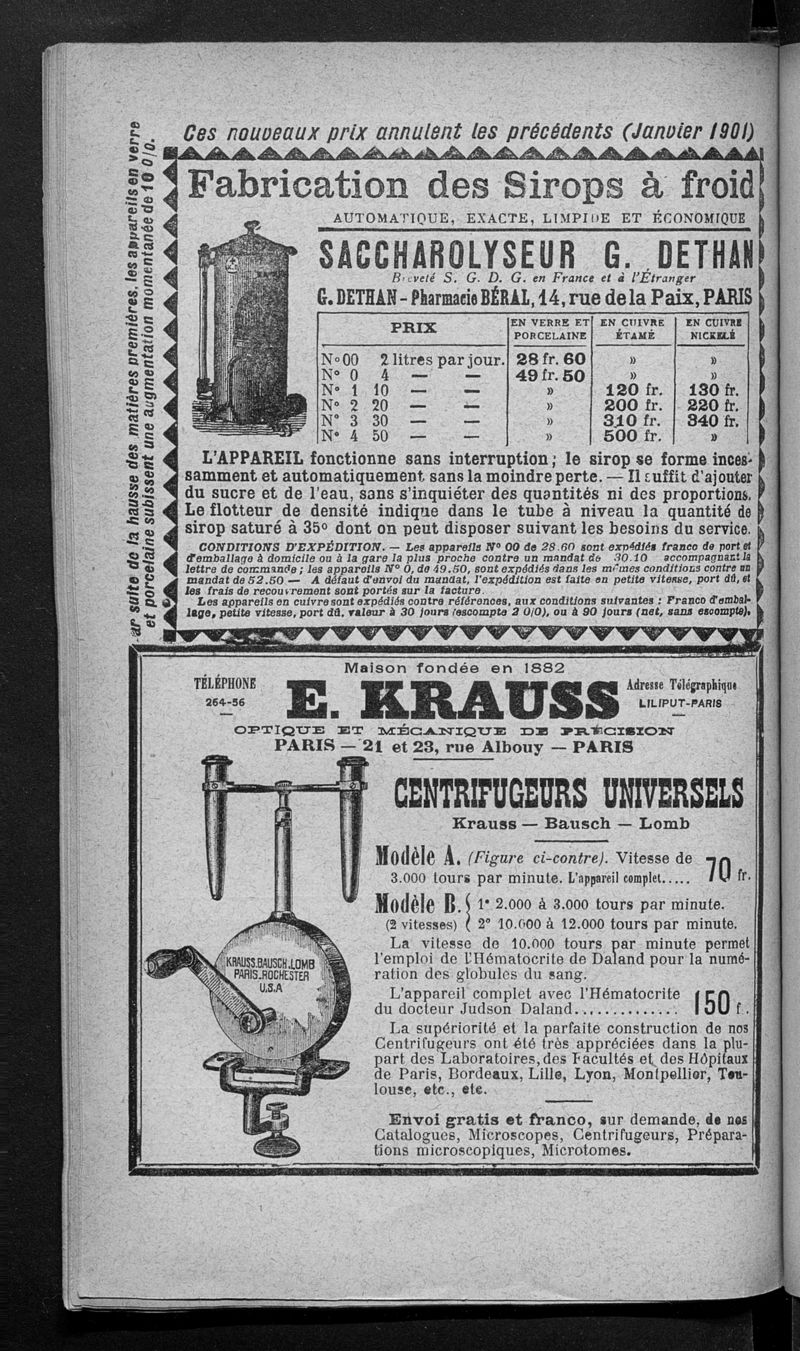 Ces nouveaux prix annulent les précédents (Janvier 1901)
ar suite de la hausse des matières premières, les appareils en verre
et porcelaine subissent une augmentation momentanée de 10 0/0.
Fabrication des Sirops à froid
AUTOMATIQUE, EXACTE, LIMPIDE ET ÉCONOMIQUE
SACCHAROLYSEUR G. DETHAN
Breveté S. G. D. G. en France et à l'Étranger
G. DETHAN - Pharmacie BÉRAL, 14, rue de la Paix, PARIS
PRIX EN VERRE ET PORCELAINE EN CUIVRE ÉTAMÉ EN CUIVRE NICKELÉ
N° 00 2 litres par jour. 28 fr. 60 » »
N° 0 4 — — 49 fr. 50 » »
N° 1 10 — — » 120 fr. 130 fr.
N° 2 20 — — » 200 fr. 220 fr.
N° 3 30 — — » 310 fr. 340 fr.
N° 4 50 — — » 500 fr. »
L'APPAREIL fonctionne sans interruption; le sirop se forme inces-
samment et automatiquement sans la moindre perte. — Il suffit d'ajouter
du sucre et de l'eau, sans s'inquiéter des quantités ni des proportions.
Le flotteur de densité indique dans le tube à niveau la quantité de
sirop saturé à 35° dont on peut disposer suivant les besoins du service.
CONDITIONS D'EXPÉDITION. — Les appareils N° 00 de 28.60 sont expédiés franco de port et
d'emballage à domicile ou à la gare la plus proche contre un mandat de 30.10 accompagnant la
lettre de commande; les appareils N° 0, de 49.50, sont expédiés dans les mêmes conditions contre un
mandat de 52.50 — A défaut d'envoi du mandat, l'expédition est faite en petite vitesse, port dû, et
les frais de recouvrement sont portés sur la facture.
Les appareils en cuivre sont expédiés contre références, aux conditions suivantes : Franco d'embal-
lage, petite vitesse, port dû, valeur à 30 jours (escompte 2 0/0), ou à 90 jours (net, sans escompte).
Maison fondée en 1882
TÉLÉPHONE
264-56
E. KRAUSS
Adresse Télégraphique
LILIPUT-PARIS
OPTIQUE ET MÉCANIQUE DE PRÉCISION
PARIS — 21 et 23, rue Albouy — PARIS
CENTRIFUGEURS UNIVERSELS
Krauss — Bausch — Lomb
Modèle A. (Figure ci-contre). Vitesse de
3.000 tours par minute. L'appareil complet..... 70 fr.
Modèle B. { 1° 2.000 à 3.000 tours par minute.
(2 vitesses) { 2° 10.000 à 12.000 tours par minute.
La vitesse de 10.000 tours par minute permet
l'emploi de l'Hématocrite de Daland pour la numé-
ration des globules du sang.
L'appareil complet avec l'Hématocrite
du docteur Judson Daland.............. 150 f.
La supériorité et la parfaite construction de nos
Centrifugeurs ont été très appréciées dans la plu-
part des Laboratoires, des Facultés et des Hôpitaux
de Paris, Bordeaux, Lille, Lyon, Montpellier, Tou-
louse, etc., etc.
Envoi gratis et franco, sur demande, de nos
Catalogues, Microscopes, Centrifugeurs, Prépara-
tions microscopiques, Microtomes.
KRAUSS.BAUSCH.LOMB
PARIS.ROCHESTER
U.S.A